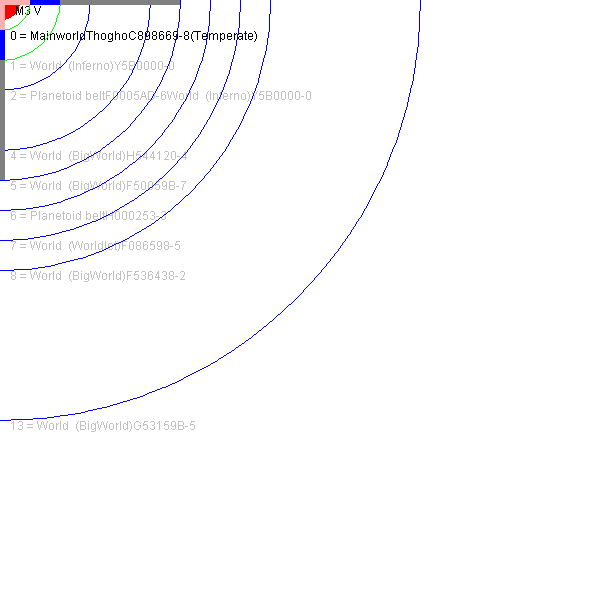 M3 V
0 = MainworldThoghoC898669-8(Temperate)
1 = World (Inferno)Y5B0000-0
2 = Planetoid beltF0005AD-6World (Inferno)Y5B0000-0
4 = World (BigWorld)H544120-4
5 = World (BigWorld)F50059B-7
6 = Planetoid beltH000253-3
7 = World (Worldlet)F086598-5
8 = World (BigWorld)F536438-2
13 = World (BigWorld)G53159B-5